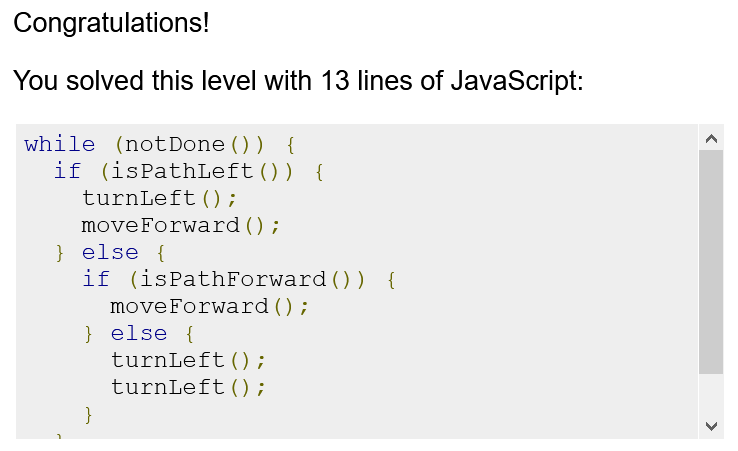 Congratulations!
You solved this level with 13 lines of JavaScript:
while (notDone()) {
  if (isPathLeft()) {
    turnLeft();
    moveForward();
  } else {
    if (isPathForward()) {
      moveForward();
    } else {
      turnLeft();
      turnLeft();
    }
  }